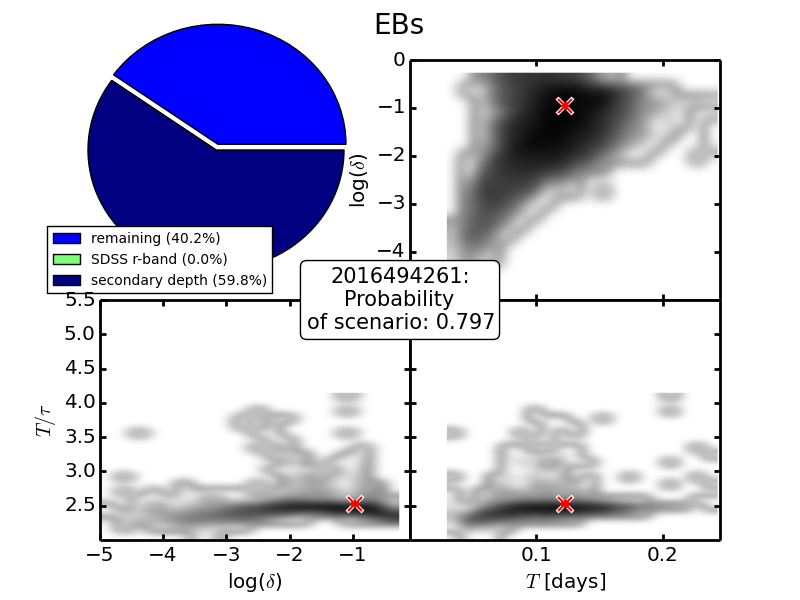 EBs
remaining (40.2%)
SDSS r-band (0.0%)
secondary depth (59.8%)
0
−1
−2
−3
−4
log(δ)
2016494261:
Probability
of scenario: 0.797
5.5
5.0
4.5
4.0
3.5
3.0
2.5
T/τ
−5 −4 −3 −2 −1
log(δ)
0.1 0.2
T [days]